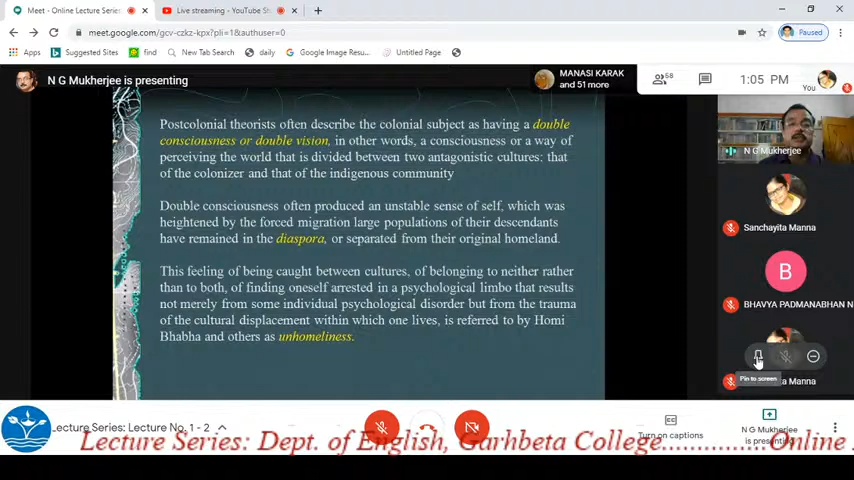 Meet - Online Lecture Series
Live streaming - YouTube
meet.google.com/gcv-czkz-kpx?pli=1&authuser=0
Paused
Apps
Suggested Sites
find
New Tab Search
daily
Google Image Resu...
Untitled Page
N G Mukherjee is presenting
MANASI KARAK
and 51 more
58
1:05 PM
You
Postcolonial theorists often describe the colonial subject as having a double
consciousness or double vision, in other words, a consciousness or a way of
perceiving the world that is divided between two antagonistic cultures: that
of the colonizer and that of the indigenous community
Double consciousness often produced an unstable sense of self, which was
heightened by the forced migration large populations of their descendants
have remained in the diaspora, or separated from their original homeland.
This feeling of being caught between cultures, of belonging to neither rather
than to both, of finding oneself arrested in a psychological limbo that results
not merely from some individual psychological disorder but from the trauma
of the cultural displacement within which one lives, is referred to by Homi
Bhabha and others as unhomeliness.
N G Mukherjee
Sanchayita Manna
B
BHAVYA PADMANABHAN N
Pin to screen
Manna
Lecture Series: Lecture No. 1 - 2
Turn on captions
N G Mukherjee
is presenting
Lecture Series: Dept. of English, Garhbeta College..............Online